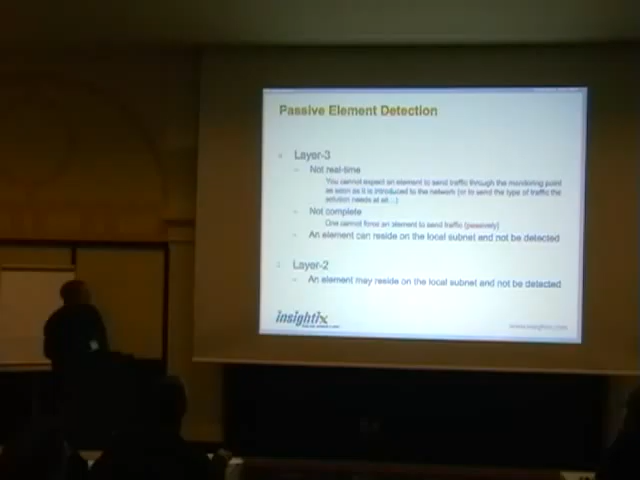 Passive Element Detection
Layer-3
– Not real-time
You cannot expect an element to send traffic through the monitoring point
as soon as it is introduced to the network (or to send the type of traffic the
solution needs at all…)
– Not complete
One cannot force an element to send traffic (passively)
– An element can reside on the local subnet and not be detected
Layer-2
– An element may reside on the local subnet and not be detected
insightix
www.insightix.com